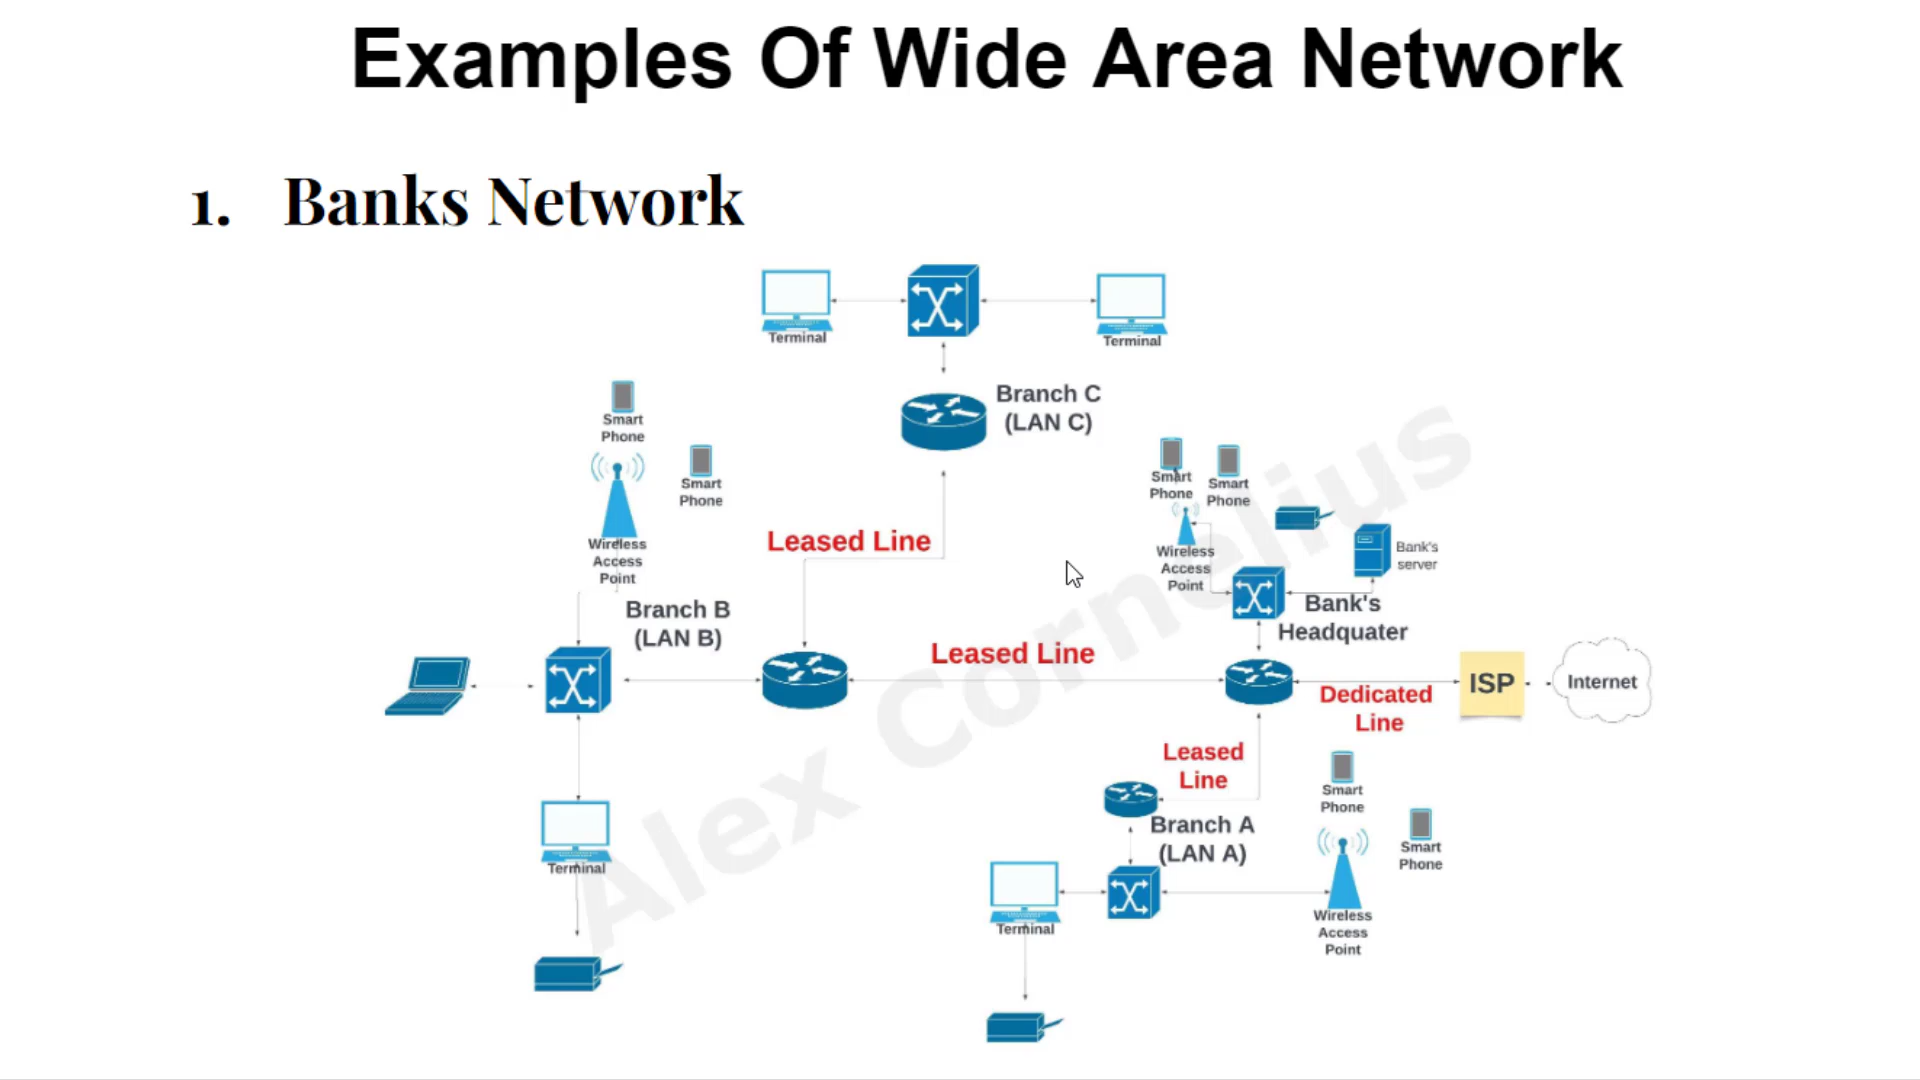 Examples Of Wide Area Network
1. Banks Network
Terminal
Terminal
Branch C
(LAN C)
Smart
Phone
Smart
Phone
Wireless
Access
Point
Leased Line
Smart
Phone
Smart
Phone
Wireless
Access
Point
Bank's
server
Bank's
Headquater
Branch B
(LAN B)
Leased Line
Dedicated
Line
ISP
Internet
Leased
Line
Branch A
(LAN A)
Smart
Phone
Smart
Phone
Wireless
Access
Point
Terminal
Terminal
Alex Cornelius